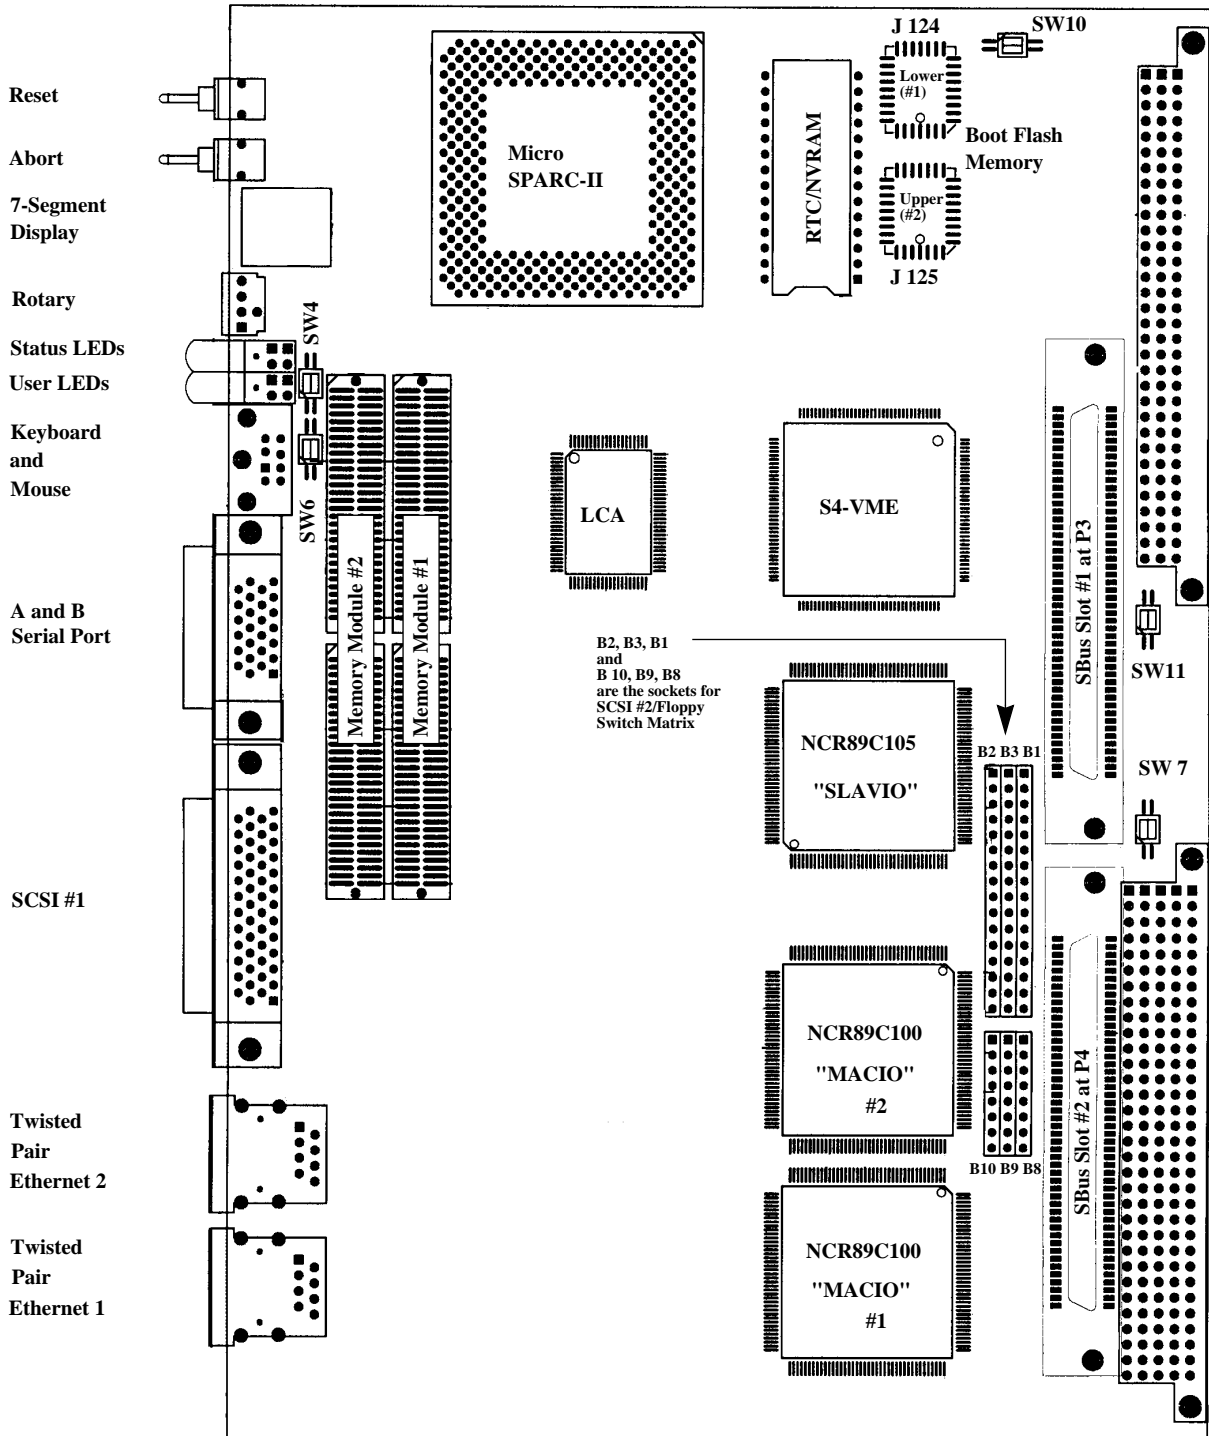 J 124
SW10
Reset
Lower
(#1)
Abort
Micro
SPARC-II
RTC/NVRAM
Boot Flash
Memory
7-Segment
Display
Upper
(#2)
J 125
Rotary
SW4
Status LEDs
User LEDs
Keyboard
and
Mouse
SW6
LCA
S4-VME
SBus Slot #1 at P3
Memory Module #2
Memory Module #1
A and B
Serial Port
B2, B3, B1
and
B 10, B9, B8
are the sockets for
SCSI #2/Floppy
Switch Matrix
SW11
NCR89C105
"SLAVIO"
B2 B3 B1
SW 7
SCSI #1
NCR89C100
"MACIO"
#2
SBus Slot #2 at P4
Twisted
Pair
Ethernet 2
B10 B9 B8
Twisted
Pair
Ethernet 1
NCR89C100
"MACIO"
#1